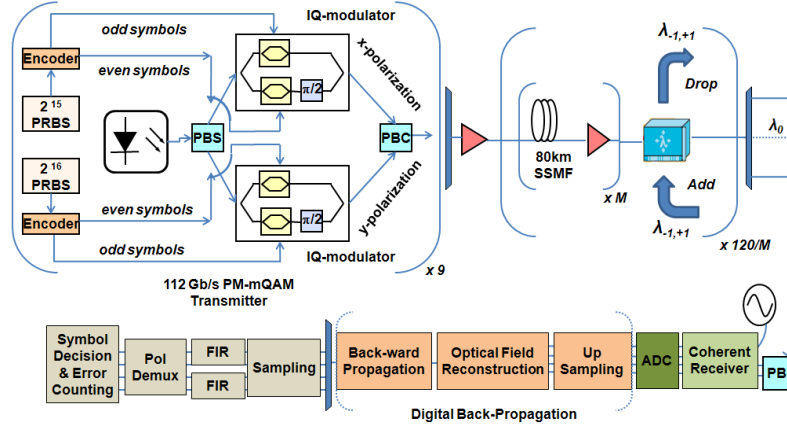 odd symbols
IQ-modulator
Encoder
even symbols
2 15
PRBS
π/2
x-polarization
PBS
PBC
2 16
PRBS
Encoder
even symbols
odd symbols
π/2
y-polarization
IQ-modulator
x 9
112 Gb/s PM-mQAM
Transmitter
80km
SSMF
x M
λ-1,+1
Drop
Add
λ-1,+1
x 120/M
λ0
Symbol
Decision
& Error
Counting
Pol
Demux
FIR
FIR
Sampling
Back-ward
Propagation
Optical Field
Reconstruction
Up
Sampling
ADC
Coherent
Receiver
PB
Digital Back-Propagation